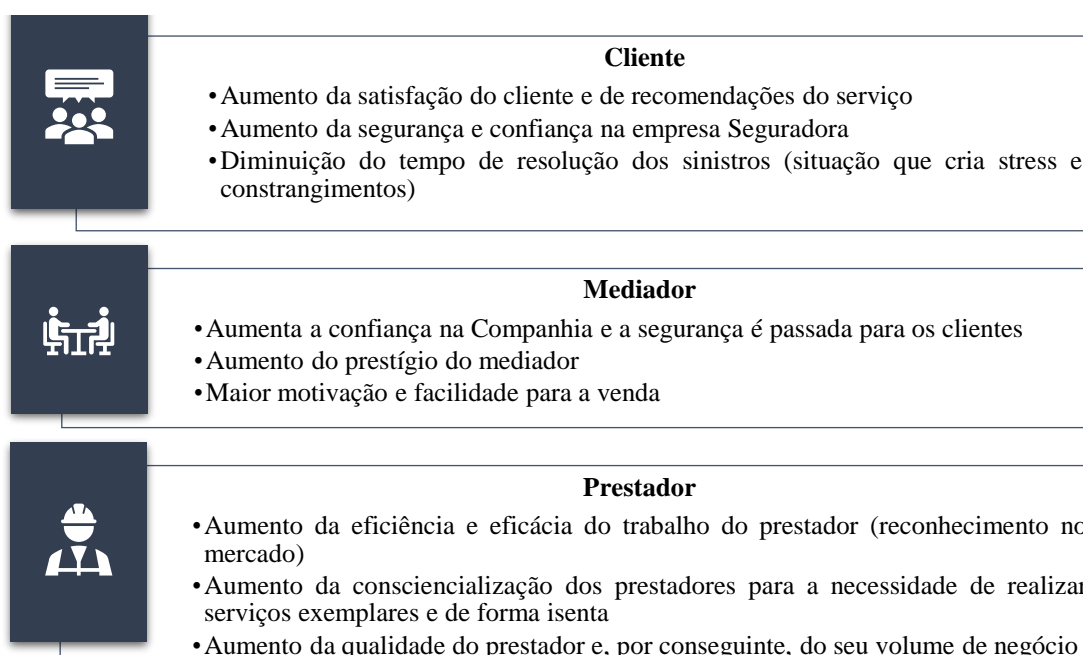 Cliente
•Aumento da satisfação do cliente e de recomendações do serviço
•Aumento da segurança e confiança na empresa Seguradora
•Diminuição do tempo de resolução dos sinistros (situação que cria stress e
constrangimentos)
Mediador
•Aumenta a confiança na Companhia e a segurança é passada para os clientes
•Aumento do prestígio do mediador
•Maior motivação e facilidade para a venda
Prestador
•Aumento da eficiência e eficácia do trabalho do prestador (reconhecimento no
mercado)
•Aumento da consciencialização dos prestadores para a necessidade de realizar
serviços exemplares e de forma isenta
•Aumento da qualidade do prestador e, por conseguinte, do seu volume de negócio